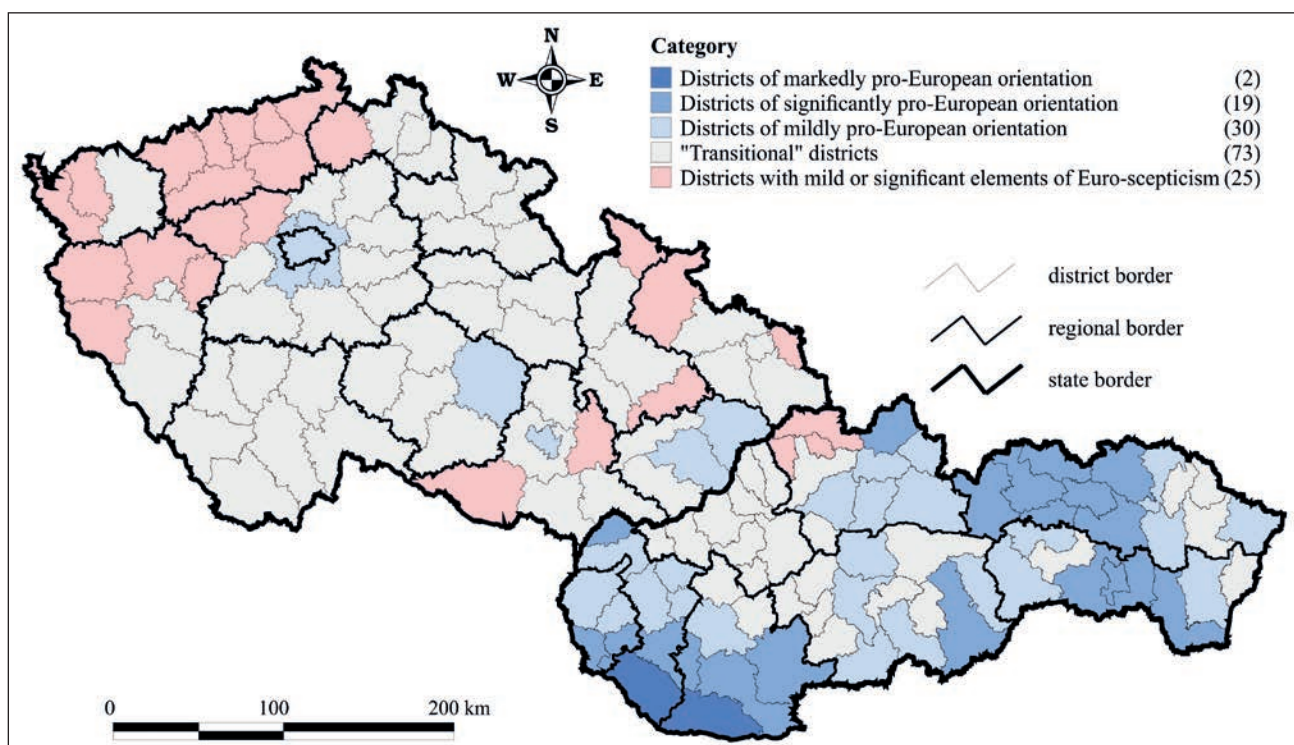 N
W E
S
Category
Districts of markedly pro-European orientation (2)
Districts of significantly pro-European orientation (19)
Districts of mildly pro-European orientation (30)
"Transitional" districts (73)
Districts with mild or significant elements of Euro-scepticism (25)
district border
regional border
state border
0 100 200 km